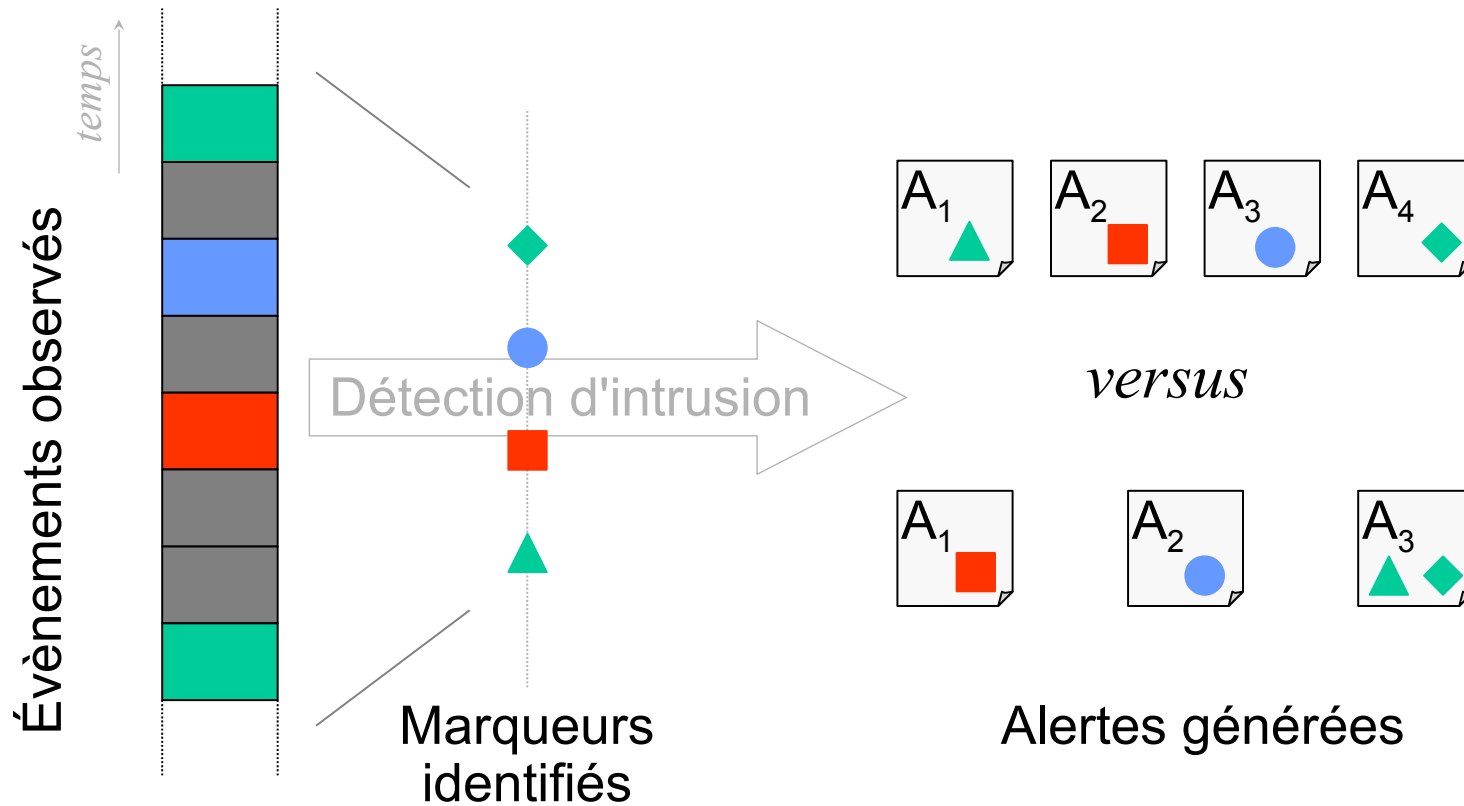 temps
Évènements observés
Détection d'intrusion
Marqueurs
identifiés
A1
A2
A3
A4
versus
A1
A2
A3
Alertes générées